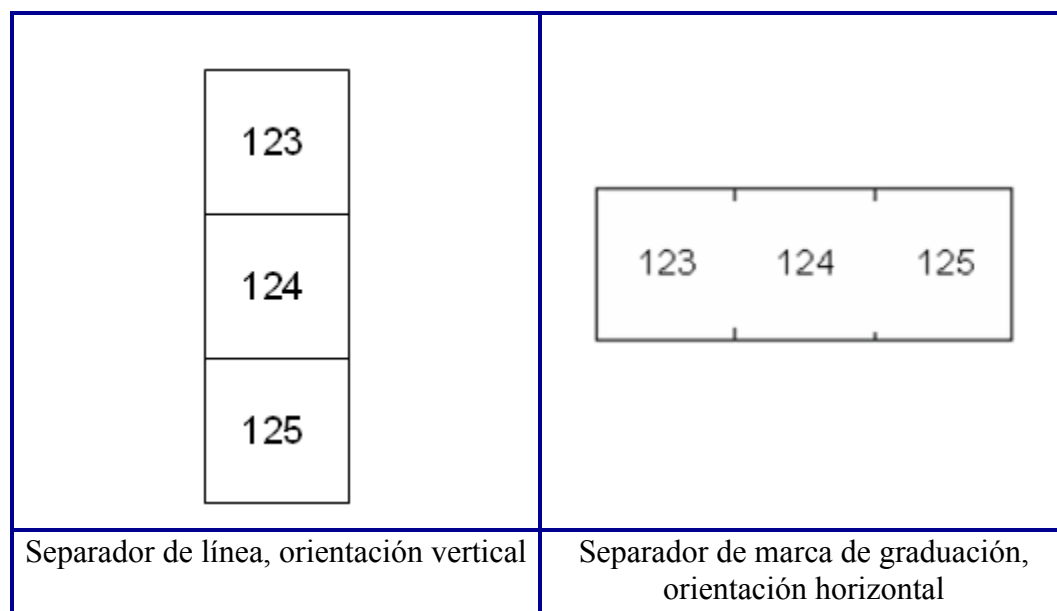 123
124
125
123 124 125
Separador de línea, orientación vertical
Separador de marca de graduación,
orientación horizontal